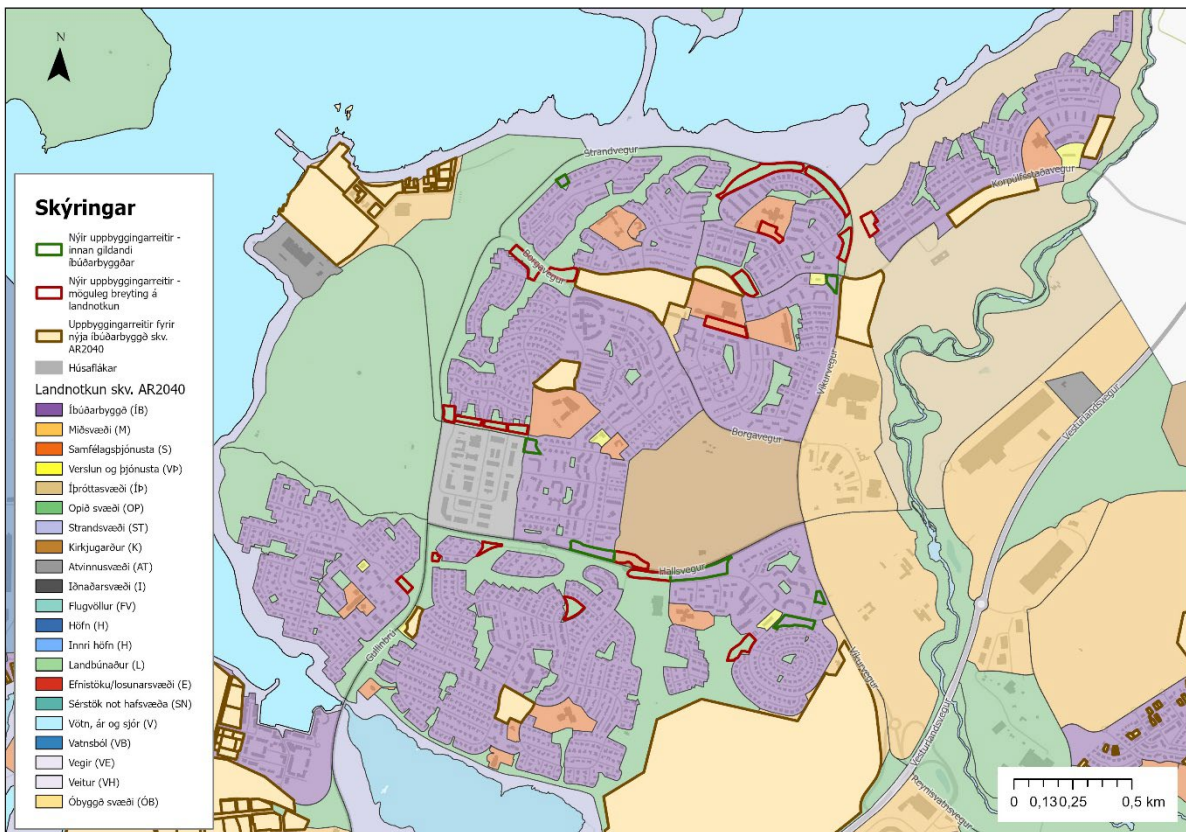 N
Skýringar
Nýir uppbyggingarreitir -
innan gildandi
íbúðarbyggðar
Nýir uppbyggingarreitir -
möguleg breyting á
landnotkun
Uppbyggingarreitir fyrir
nýja íbúðarbyggð skv.
AR2040
Húsaflákar
Landnotkun skv. AR2040
Íbúðarbyggð (ÍB)
Miðsvæði (M)
Samfélagsþjónusta (S)
Verslun og þjónusta (VÞ)
Íþróttasvæði (ÍÞ)
Opið svæði (OP)
Strandsvæði (ST)
Kirkjugarður (K)
Atvinnusvæði (AT)
Iðnaðarsvæði (I)
Flugvöllur (FV)
Höfn (H)
Innri höfn (H)
Landbúnaður (L)
Efnistöku/losunarsvæði (E)
Sérstök not hafsvæða (SN)
Vötn, ár og sjór (V)
Vatnsból (VB)
Vegir (VE)
Veitur (VH)
Óbyggð svæði (ÓB)
Strandvegur
Korpúlfsstaðavegur
Borgavegur
Víkurvegur
Vesturlandsvegur
Borgavegur
Hallsvegur
Gullinbrú
Víkurvegur
Vesturlandsvegur
Reynisvatnsvegur
0 0,13 0,25 0,5 km